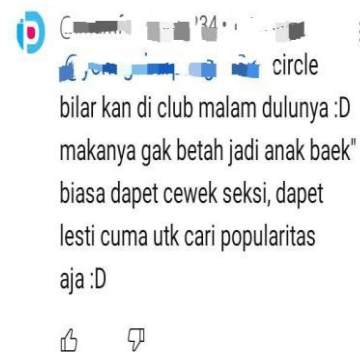 circle
bilar kan di club malam dulunya :D
makanya gak betah jadi anak baek"
biasa dapet cewek seksi, dapet
lesti cuma utk cari popularitas
aja :D